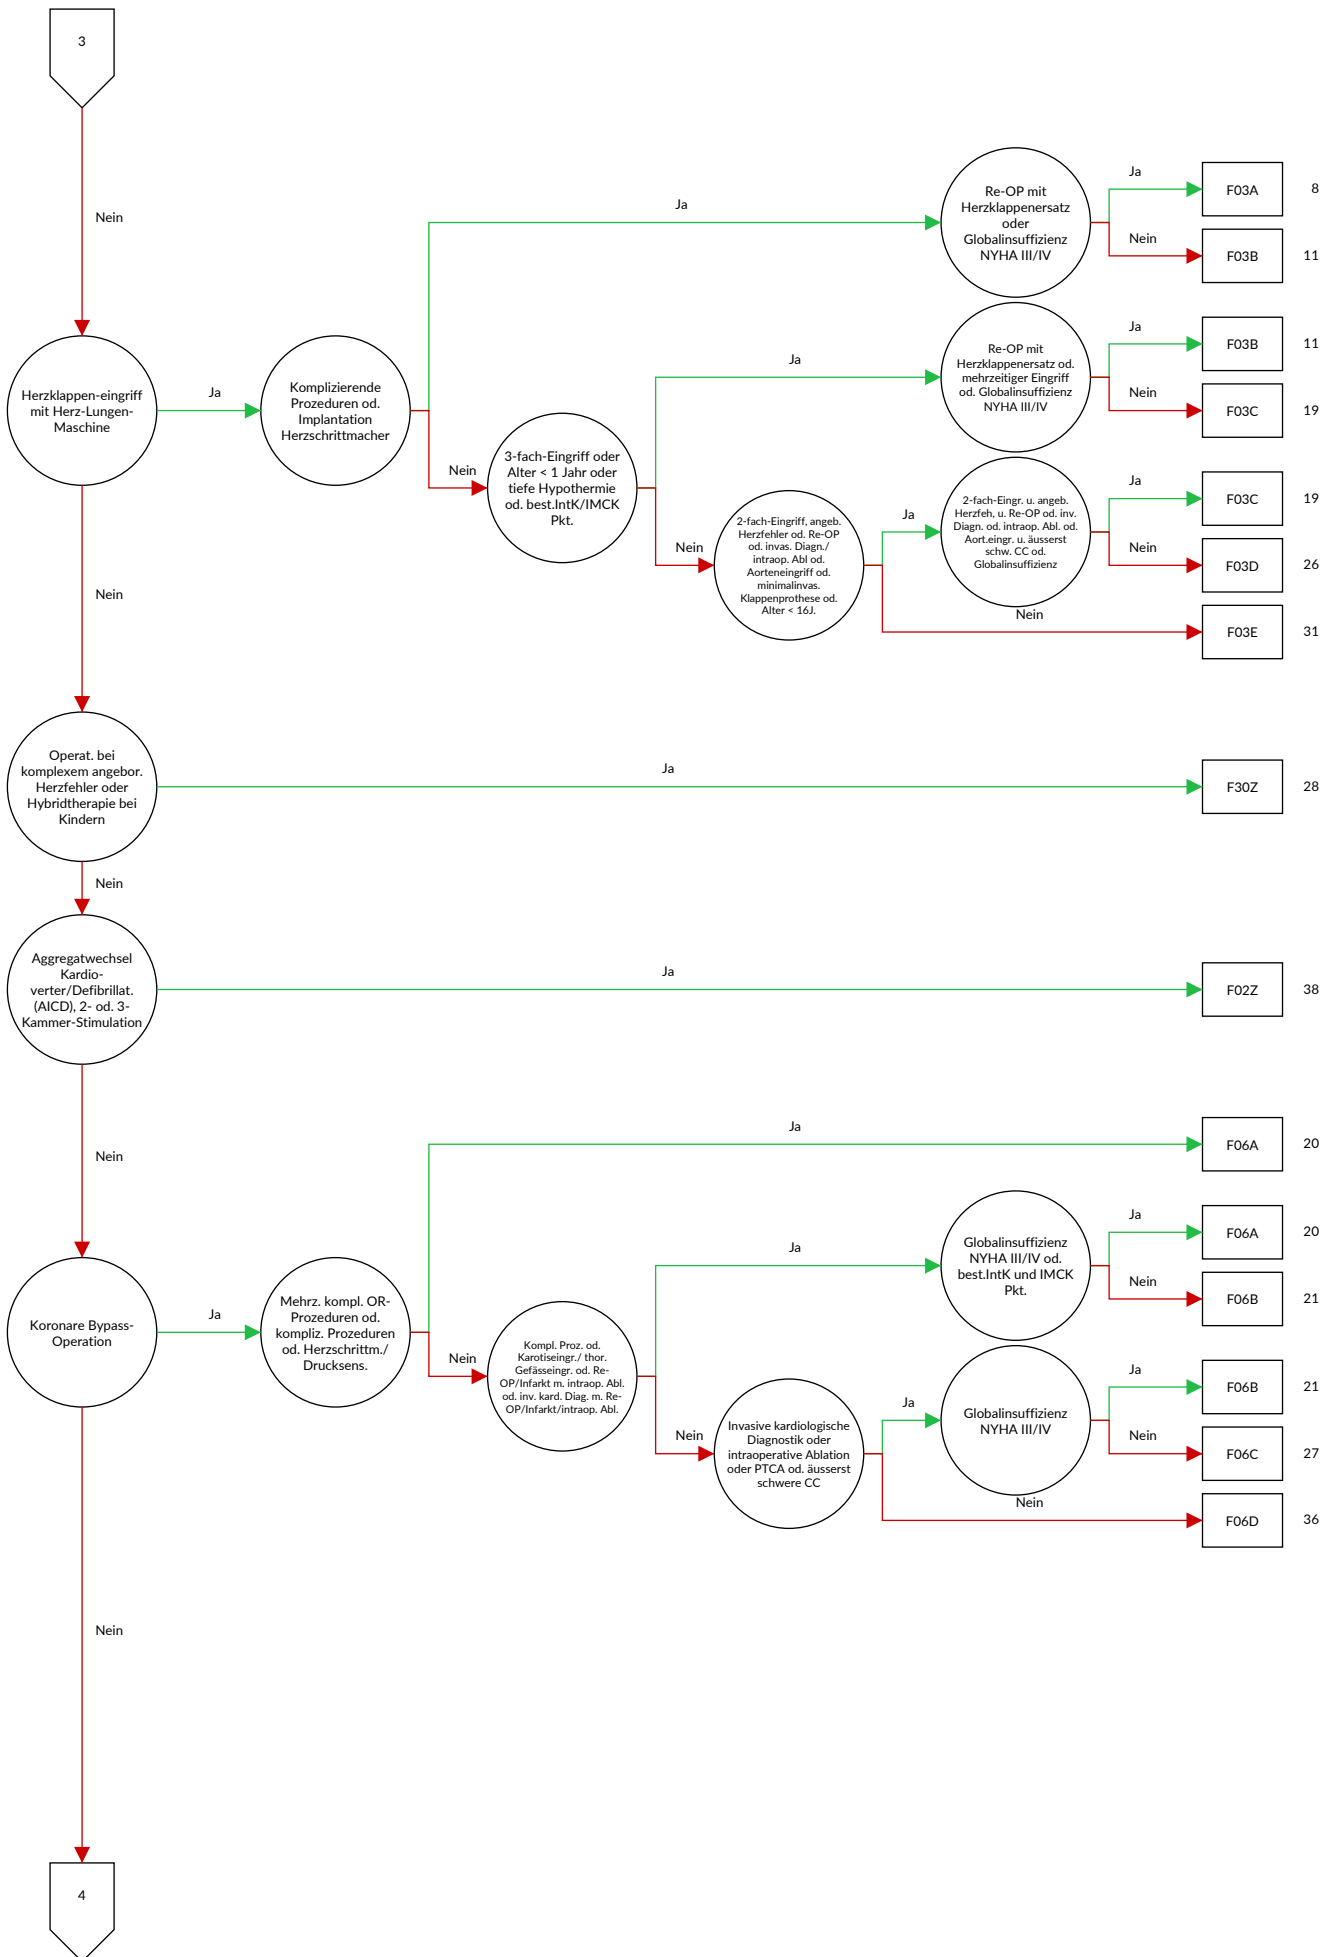 3
Nein
Herzklappen-eingriff
mit Herz-Lungen-
Maschine
Ja
Komplizierende
Prozeduren od.
Implantation
Herzschrittmacher
Ja
Re-OP mit
Herzklappenersatz
oder
Globalinsuffizienz
NYHA III/IV
Ja
F03A
8
Nein
F03B
11
Nein
3-fach-Eingriff oder
Alter < 1 Jahr oder
tiefe Hypothermie
od. best.IntK/IMCK
Pkt.
Ja
Re-OP mit
Herzklappenersatz od.
mehrzeitiger Eingriff
od. Globalinsuffizienz
NYHA III/IV
Ja
F03B
11
Nein
F03C
19
Nein
2-fach-Eingriff, angeb.
Herzfehler od. Re-OP
od. invas. Diagn./
intraop. Abl od.
Aorteneingriff od.
minimalinvas.
Klappenprothese od.
Alter < 16J.
Ja
2-fach-Eingr. u. angeb.
Herzfeh, u. Re-OP od. inv.
Diagn. od. intraop. Abl. od.
Aort.eingr. u. äusserst
schw. CC od.
Globalinsuffizienz
Ja
F03C
19
Nein
F03D
26
Nein
F03E
31
Nein
Operat. bei
komplexem angebor.
Herzfehler oder
Hybridtherapie bei
Kindern
Ja
F30Z
28
Nein
Aggregatwechsel
Kardio-
verter/Defibrillat.
(AICD), 2- od. 3-
Kammer-Stimulation
Ja
F02Z
38
Nein
Koronare Bypass-
Operation
Ja
Mehrz. kompl. OR-
Prozeduren od.
kompliz. Prozeduren
od. Herzschrittm./
Drucksens.
Ja
F06A
20
Nein
Kompl. Proz. od.
Karotiseingr./ thor.
Gefässeingr. od. Re-
OP/Infarkt m. intraop. Abl.
od. inv. kard. Diag. m. Re-
OP/Infarkt/intraop. Abl.
Ja
Globalinsuffizienz
NYHA III/IV od.
best.IntK und IMCK
Pkt.
Ja
F06A
20
Nein
F06B
21
Nein
Invasive kardiologische
Diagnostik oder
intraoperative Ablation
oder PTCA od. äusserst
schwere CC
Ja
Globalinsuffizienz
NYHA III/IV
Ja
F06B
21
Nein
F06C
27
Nein
F06D
36
Nein
4